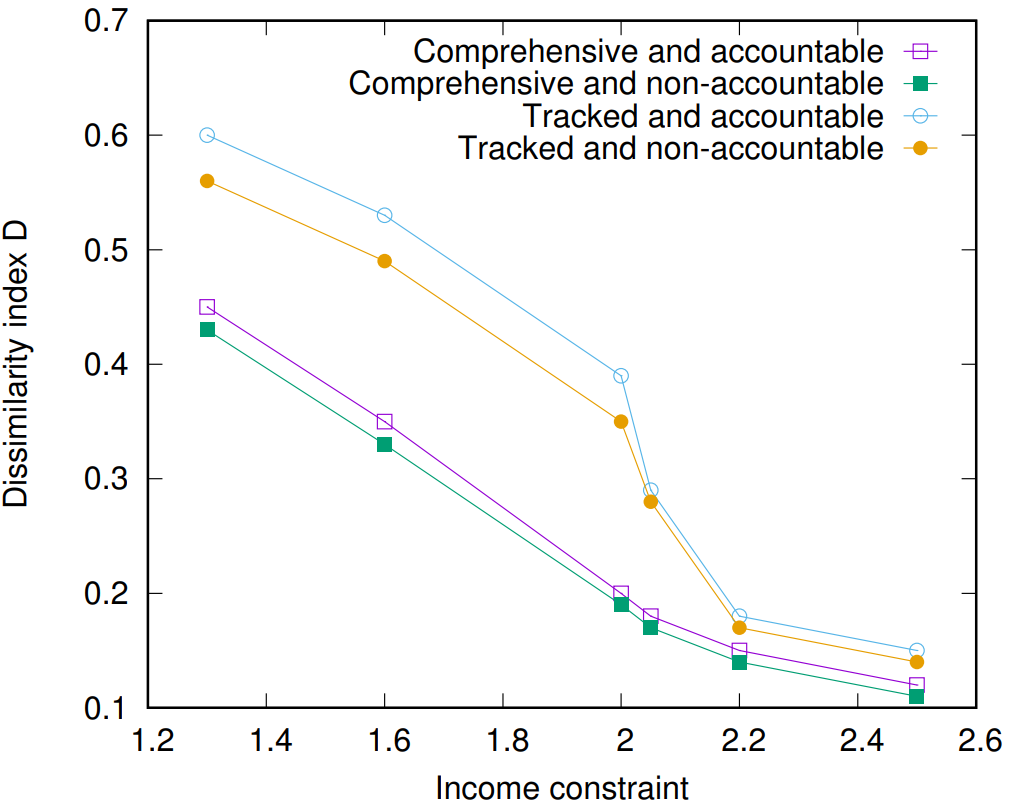 0.7
0.6
0.5
0.4
0.3
0.2
0.1
Dissimilarity index D
Comprehensive and accountable
Comprehensive and non-accountable
Tracked and accountable
Tracked and non-accountable
1.2 1.4 1.6 1.8 2 2.2 2.4 2.6
Income constraint